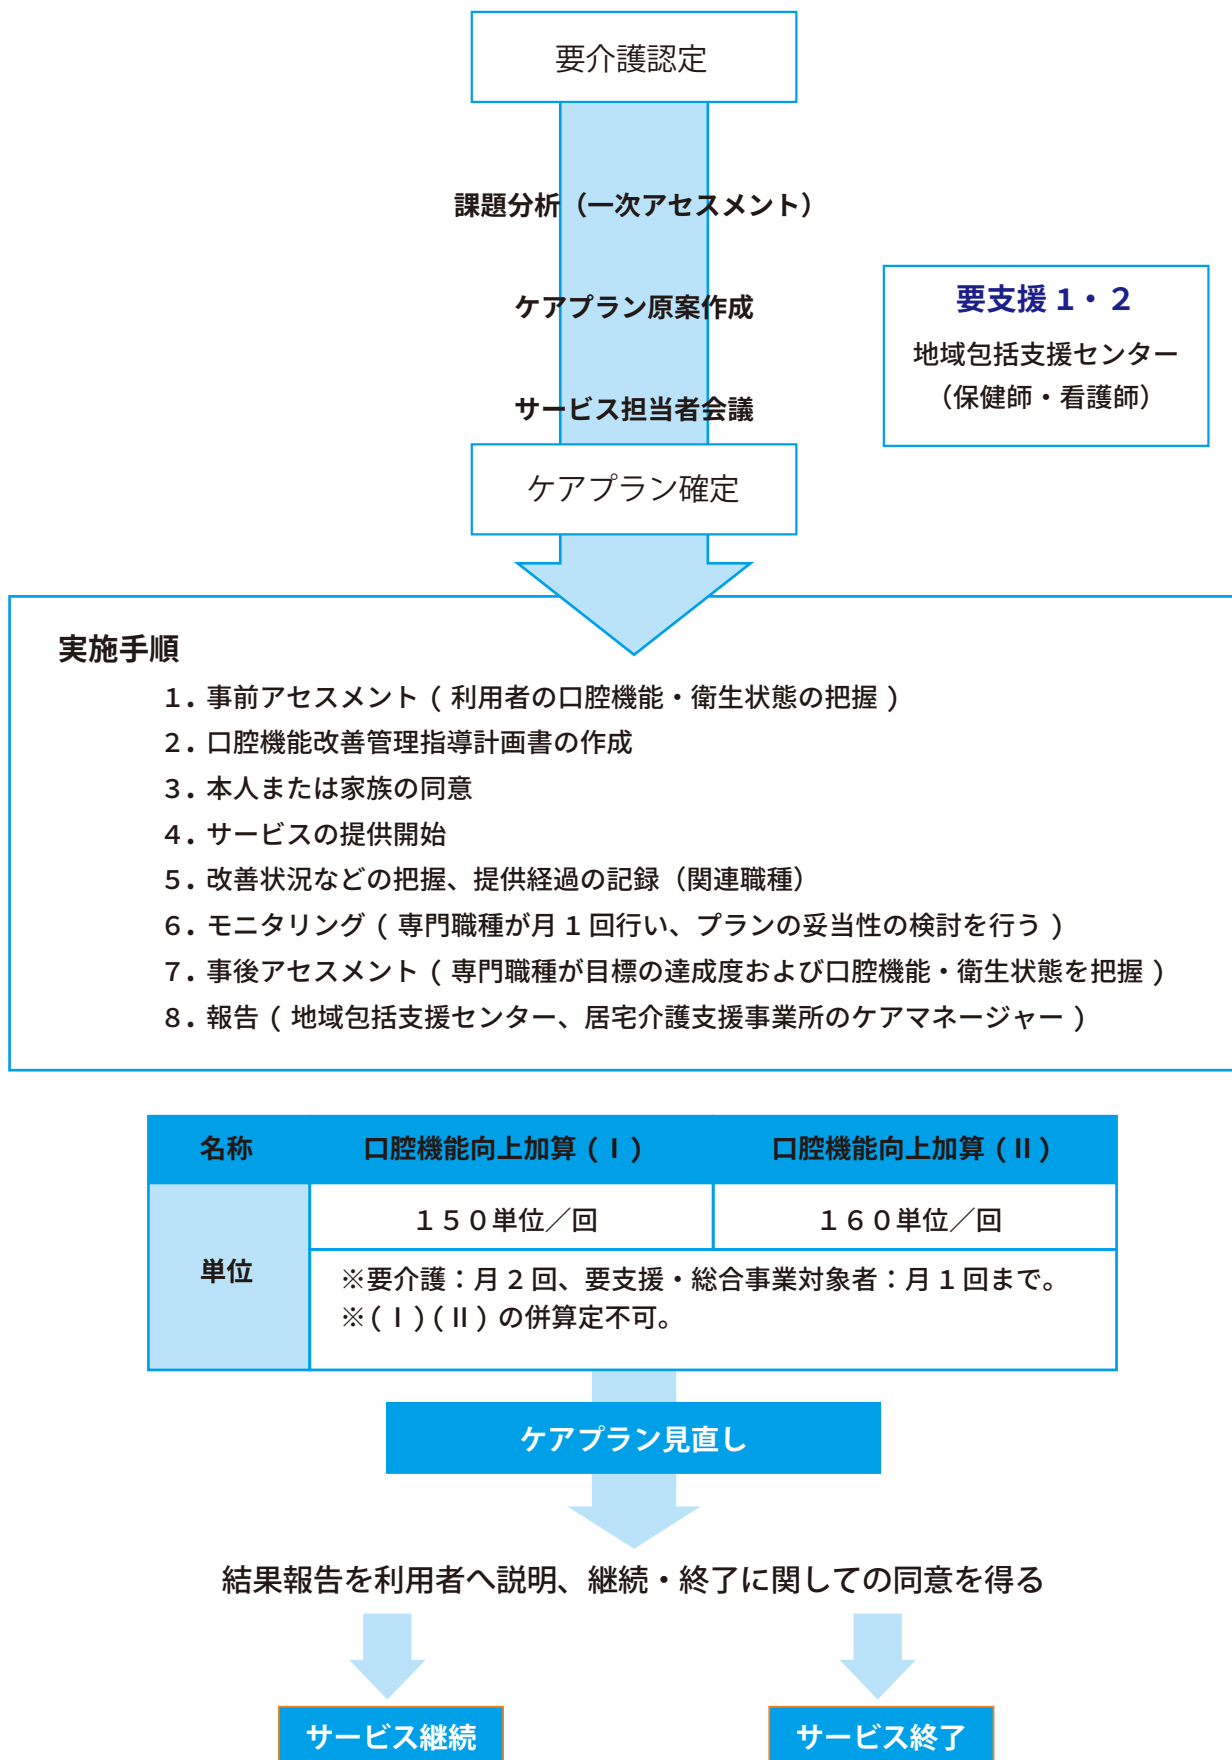 要介護認定
課題分析（一次アセスメント）
ケアプラン原案作成
サービス担当者会議
要支援 1・2
地域包括支援センター
（保健師・看護師）
ケアプラン確定
実施手順
１．事前アセスメント ( 利用者の口腔機能・衛生状態の把握 )
２．口腔機能改善管理指導計画書の作成
３．本人または家族の同意
４．サービスの提供開始
５．改善状況などの把握、提供経過の記録（関連職種）
６．モニタリング ( 専門職種が月 1 回行い、プランの妥当性の検討を行う )
７．事後アセスメント ( 専門職種が目標の達成度および口腔機能・衛生状態を把握 )
８．報告 ( 地域包括支援センター、居宅介護支援事業所のケアマネージャー )
名称 口腔機能向上加算 ( I ) 口腔機能向上加算 ( II )
単位 １５０単位／回 １６０単位／回
※要介護：月 2 回、要支援・総合事業対象者：月 1 回まで。
※( I ) ( II ) の併算定不可。
ケアプラン見直し
結果報告を利用者へ説明、継続・終了に関しての同意を得る
サービス継続 サービス終了